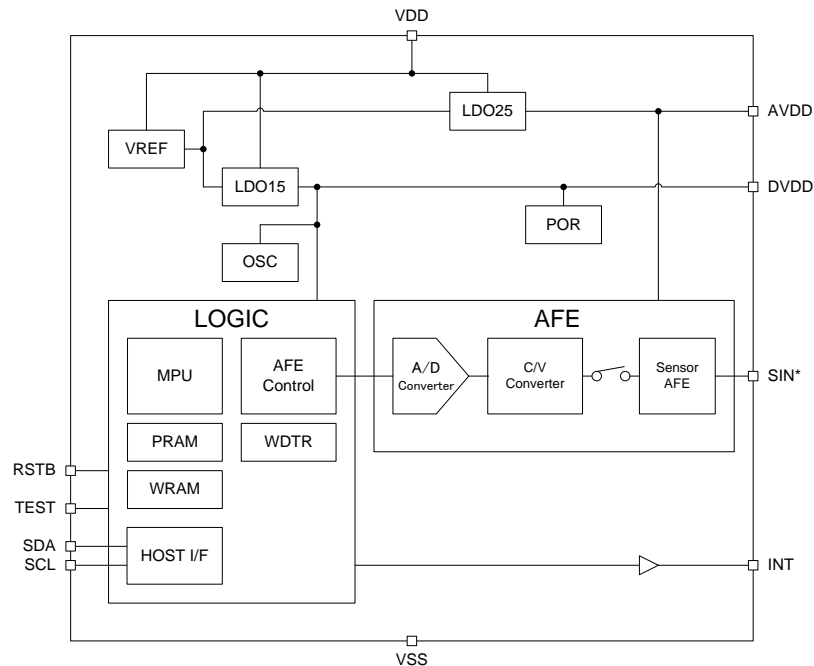 VDD
LDO25
AVDD
VREF
LDO15
DVDD
POR
OSC
LOGIC
AFE
MPU
AFE
Control
A/D
Converter
C/V
Converter
Sensor
AFE
SIN*
PRAM
WDTR
RSTB
WRAM
TEST
SDA
SCL
HOST I/F
INT
VSS